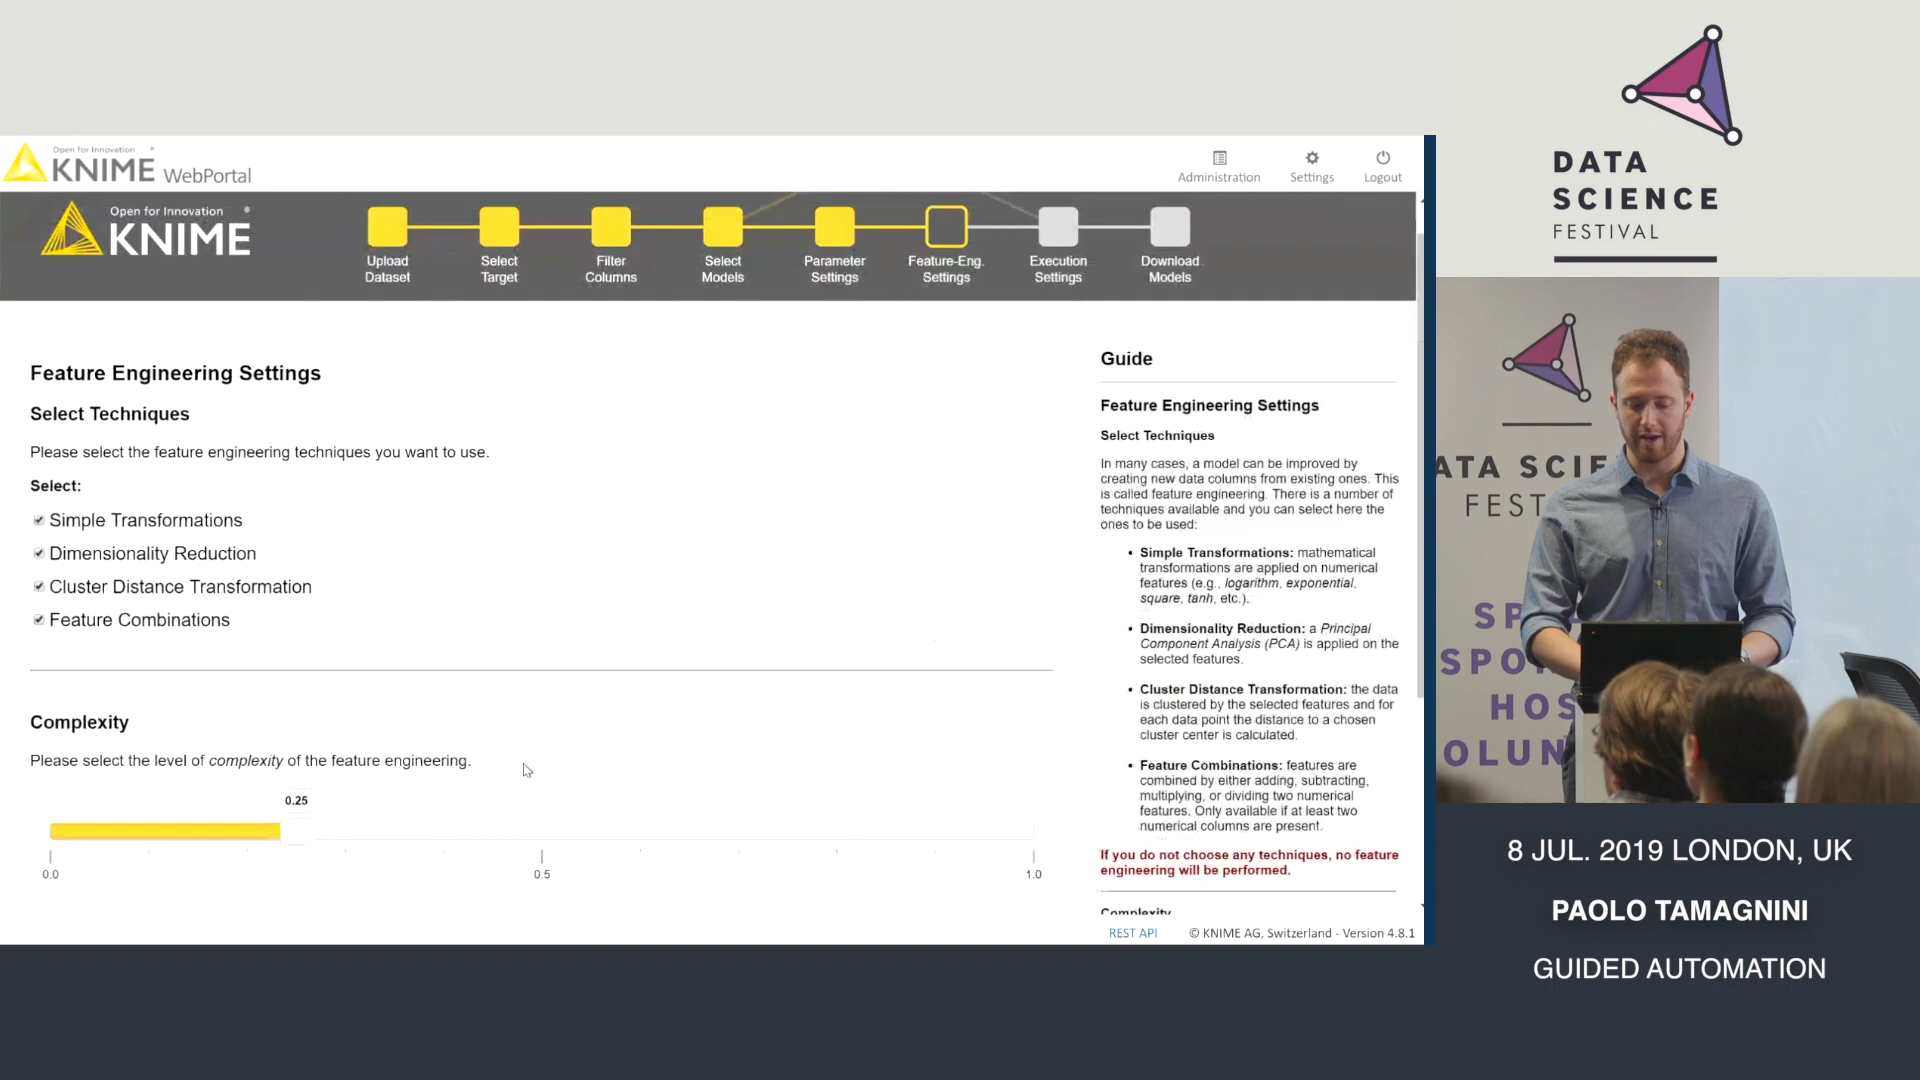 Open for Innovation
KNIME WebPortal
Administration
Settings
Logout
Open for Innovation
KNIME
Upload
Dataset
Select
Target
Filter
Columns
Select
Models
Parameter
Settings
Feature-Eng.
Settings
Execution
Settings
Download
Models
Feature Engineering Settings
Select Techniques
Please select the feature engineering techniques you want to use.
Select:
Simple Transformations
Dimensionality Reduction
Cluster Distance Transformation
Feature Combinations
Complexity
Please select the level of complexity of the feature engineering.
0.25
0.0
0.5
1.0
Guide
Feature Engineering Settings
Select Techniques
In many cases, a model can be improved by
creating new data columns from existing ones. This
is called feature engineering. There is a number of
techniques available and you can select here the
ones to be used:
• Simple Transformations: mathematical
transformations are applied on numerical
features (e.g., logarithm, exponential,
square, tanh, etc.).
• Dimensionality Reduction: a Principal
Component Analysis (PCA) is applied on the
selected features.
• Cluster Distance Transformation: the data
is clustered by the selected features and for
each data point the distance to a chosen
cluster center is calculated.
• Feature Combinations: features are
combined by either adding, subtracting,
multiplying, or dividing two numerical
features. Only available if at least two
numerical columns are present.
If you do not choose any techniques, no feature
engineering will be performed.
Complexity
REST API
© KNIME AG, Switzerland - Version 4.8.1
DATA
SCIENCE
FESTIVAL
ATA SCIE
FEST
SP
SPO
HOS
OLUN
8 JUL. 2019 LONDON, UK
PAOLO TAMAGNINI
GUIDED AUTOMATION